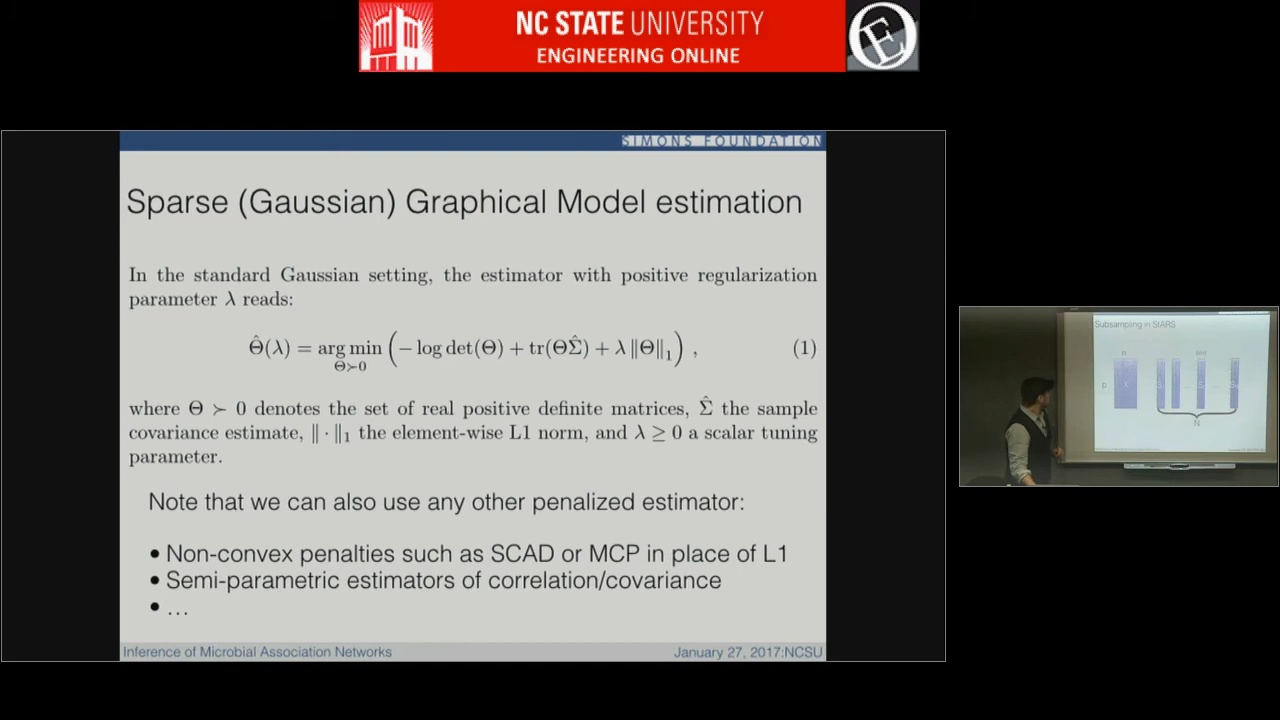 NC STATE UNIVERSITY
ENGINEERING ONLINE
SIMONS FOUNDATION
Sparse (Gaussian) Graphical Model estimation
In the standard Gaussian setting, the estimator with positive regularization
parameter λ reads:
Θ̂(λ) = arg min_{Θ≻0} ( − log det(Θ) + tr(ΘΣ̂) + λ ‖Θ‖₁ ) , (1)
where Θ ≻ 0 denotes the set of real positive definite matrices, Σ̂ the sample
covariance estimate, ‖ · ‖₁ the element-wise L1 norm, and λ ≥ 0 a scalar tuning
parameter.
Note that we can also use any other penalized estimator:
• Non-convex penalties such as SCAD or MCP in place of L1
• Semi-parametric estimators of correlation/covariance
• …
Inference of Microbial Association Networks
January 27, 2017;NCSU
Subsampling in StARS
n
p
X
N